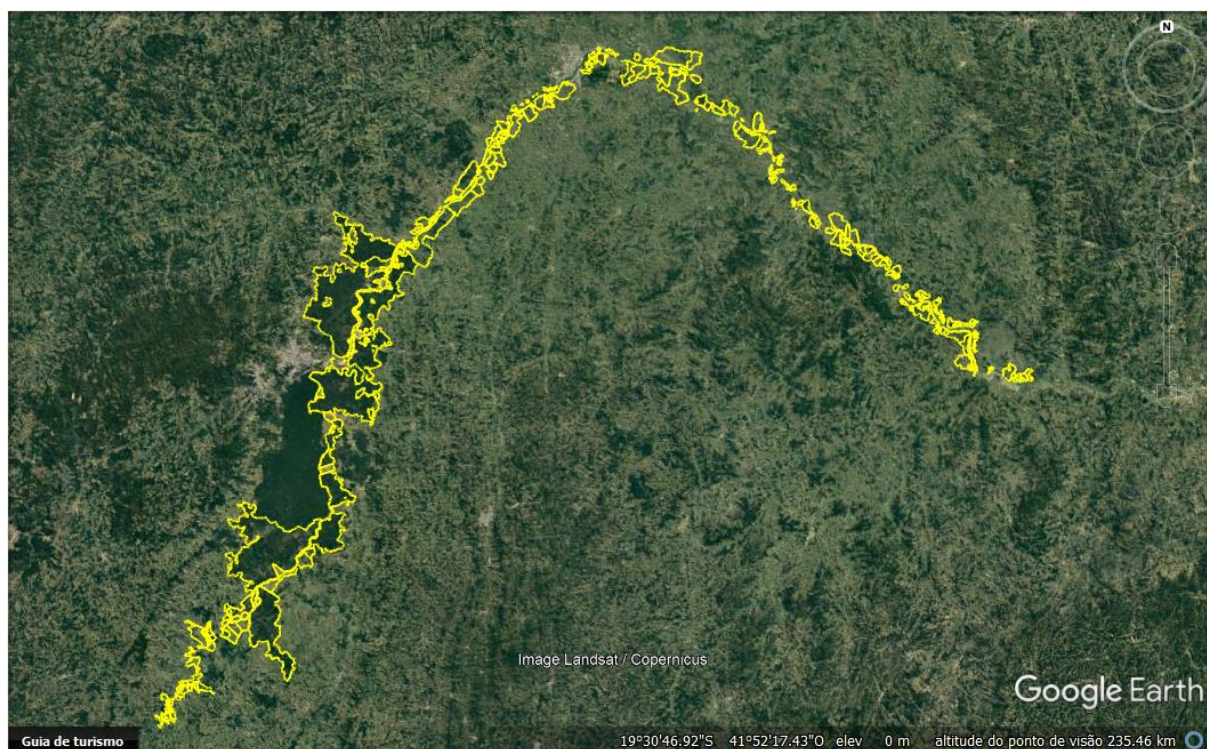 N
Image Landsat / Copernicus
Google Earth
Guia de turismo
19°30'46.92"S 41°52'17.43"O elev 0 m altitude do ponto de visão 235.46 km